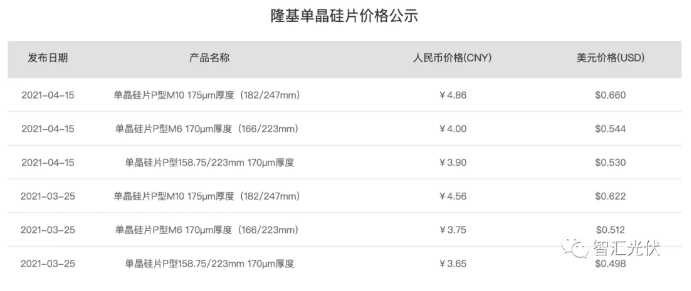 隆基单晶硅片价格公示
发布日期 产品名称 人民币价格(CNY) 美元价格(USD)
2021-04-15 单晶硅片P型M10 175μm厚度（182/247mm） ￥4.86 $0.660
2021-04-15 单晶硅片P型M6 170μm厚度（166/223mm） ￥4.00 $0.544
2021-04-15 单晶硅片P型158.75/223mm 170μm厚度 ￥3.90 $0.530
2021-03-25 单晶硅片P型M10 175μm厚度（182/247mm） ￥4.56 $0.622
2021-03-25 单晶硅片P型M6 170μm厚度（166/223mm） ￥3.75 $0.512
2021-03-25 单晶硅片P型158.75/223mm 170μm厚度 ￥3.65 $0.498
智汇光伏